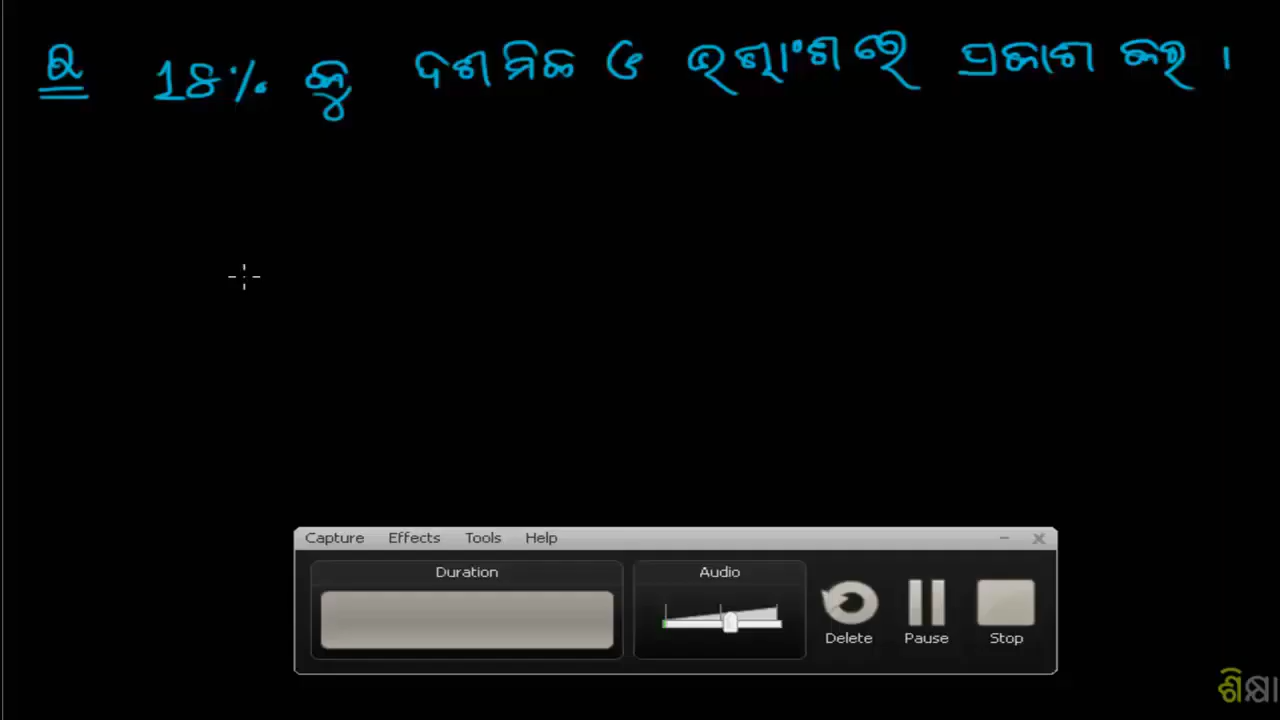 ଋ 18% କୁ ଦଶମିକ ଓ ଭଗ୍ନାଂଶରେ ପ୍ରକାଶ କର ।
Capture Effects Tools Help
Duration Audio
Delete Pause Stop
ଶିକ୍ଷା